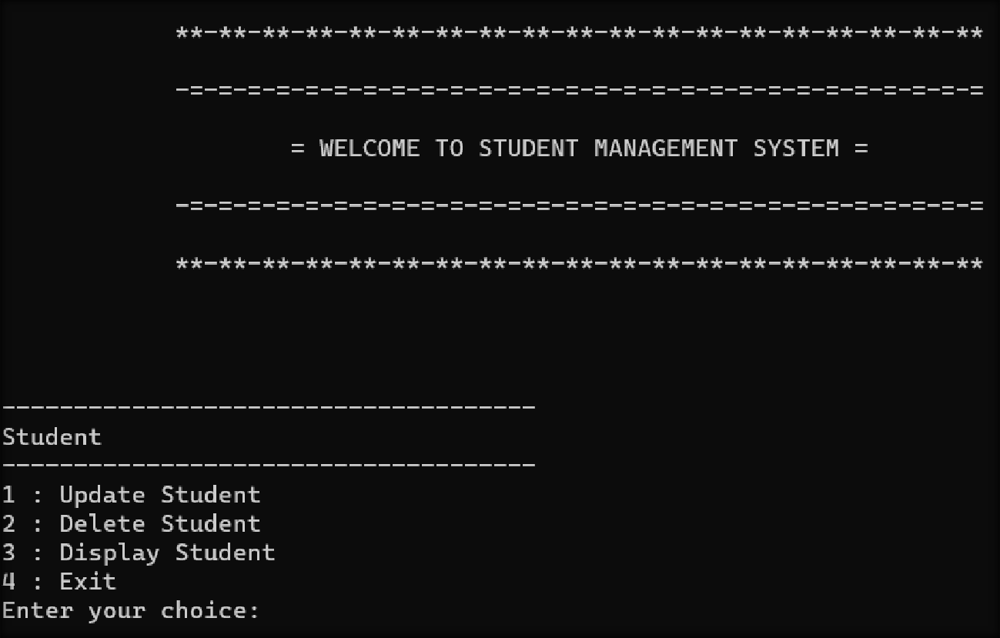 **-**-**-**-**-**-**-**-**-**-**-**-**-**-**-**-**-**-**
-=-=-=-=-=-=-=-=-=-=-=-=-=-=-=-=-=-=-=-=-=-=-=-=-=-=-=-=
= WELCOME TO STUDENT MANAGEMENT SYSTEM =
-=-=-=-=-=-=-=-=-=-=-=-=-=-=-=-=-=-=-=-=-=-=-=-=-=-=-=-=
**-**-**-**-**-**-**-**-**-**-**-**-**-**-**-**-**-**-**
-------------------------------------
Student
-------------------------------------
1 : Update Student
2 : Delete Student
3 : Display Student
4 : Exit
Enter your choice: